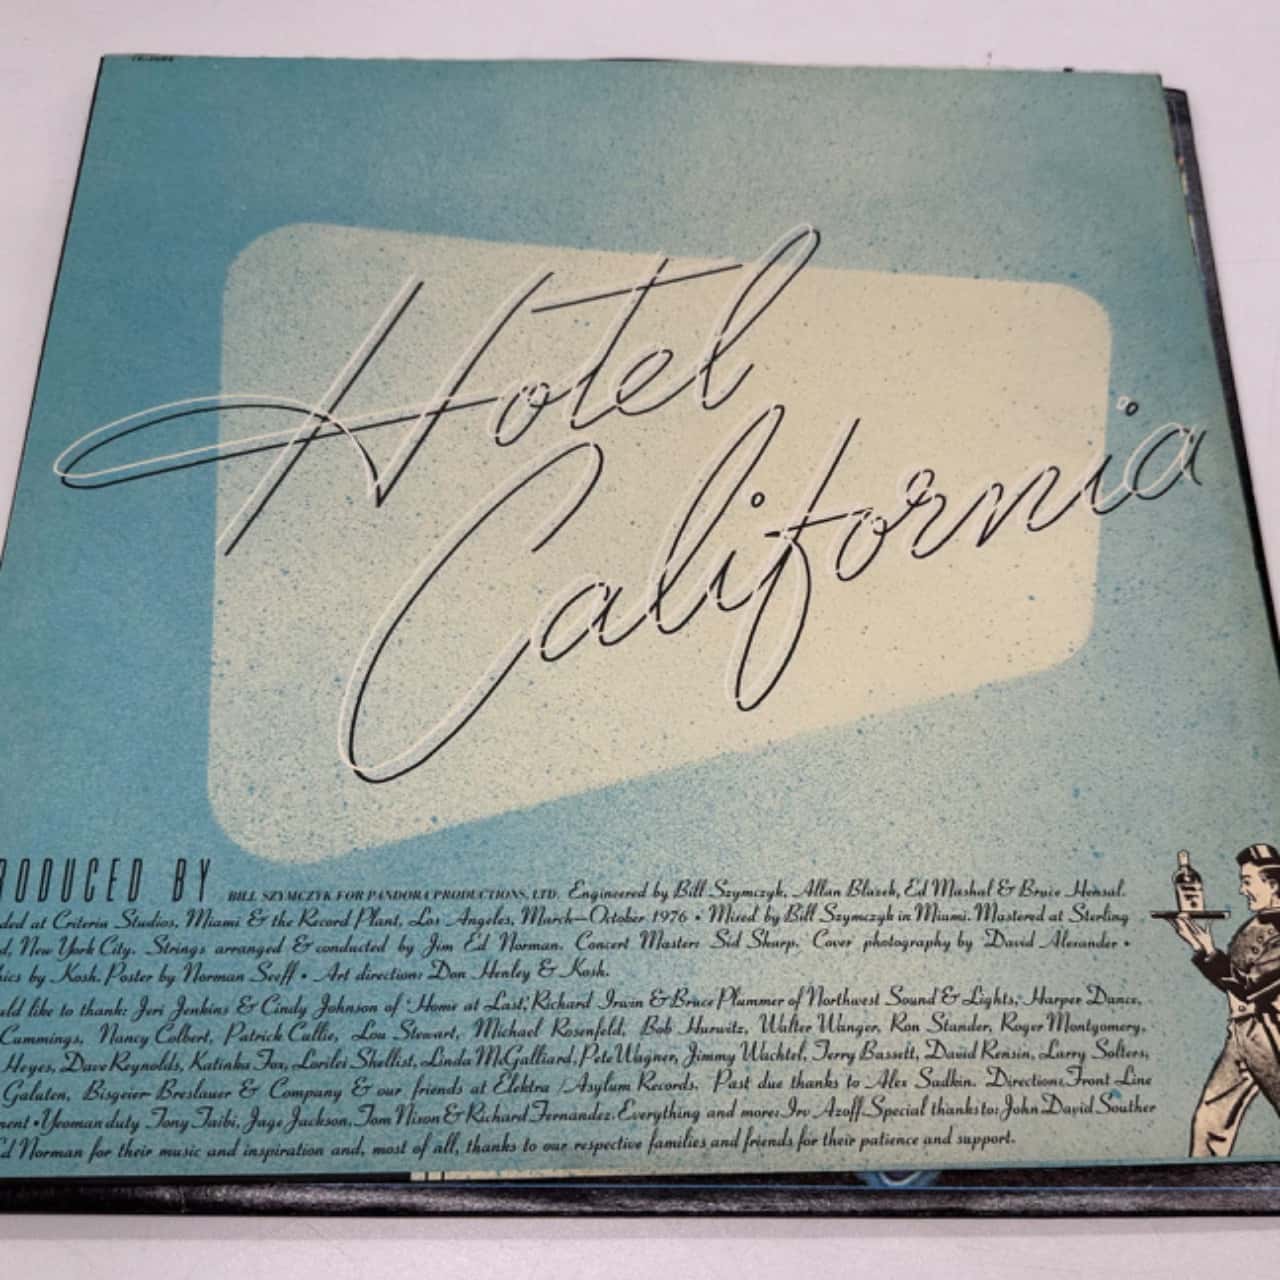 Hotel
California
RODUCED BY BILL SZYMCZYK FOR PANDORA PRODUCTIONS, LTD. Engineered by Bill Szymczyk, Allan Blazek, Ed Mashal & Bruce Hensal.
ded at Criteria Studios, Miami & the Record Plant, Los Angeles, March—October 1976 • Mixed by Bill Szymczyk in Miami. Mastered at Sterling
d, New York City. Strings arranged & conducted by Jim Ed Norman. Concert Master: Sid Sharp. Cover photography by David Alexander •
hics by Kosh. Poster by Norman Seeff • Art direction: Don Henley & Kosh.
uld like to thank: Jeri Jenkins & Cindy Johnson of 'Home at Last,' Richard Irwin & Bruce Plummer of Northwest Sound & Lights, Harper Dance,
Cummings, Nancy Colbert, Patrick Cullie, Lou Stewart, Michael Rosenfeld, Bob Hurwitz, Walter Wanger, Ron Stander, Roger Montgomery,
Heyes, Dave Reynolds, Katinka Fox, Lorilei Shellist, Linda McGalliard, Pete Wagner, Jimmy Wachtel, Terry Bassett, David Rensin, Larry Solters,
Galuten, Bisgeier Breslauer & Company & our friends at Elektra / Asylum Records. Past due thanks to Alex Sadkin. Direction: Front Line
ment • Yeoman duty Tony Taibi, Jage Jackson, Tom Nixon & Richard Fernandez. Everything and more: Irv Azoff. Special thanks to: John David Souther
d Norman for their music and inspiration and, most of all, thanks to our respective families and friends for their patience and support.